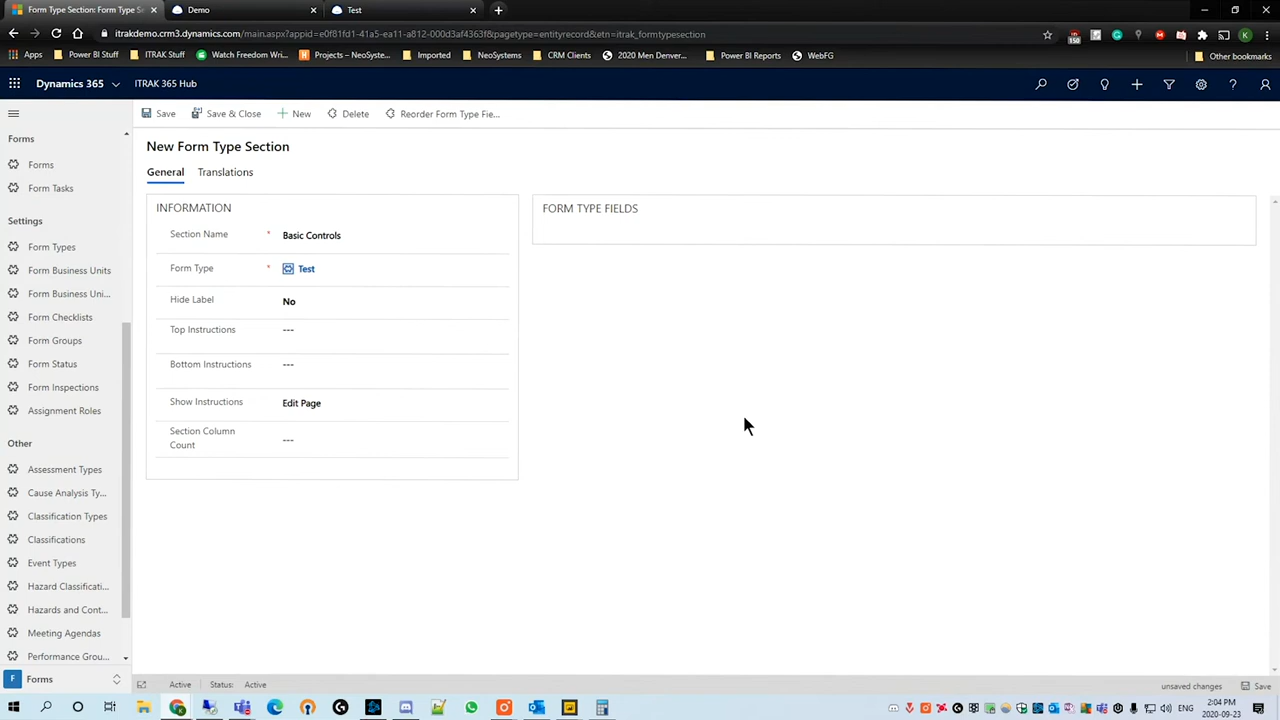 Form Type Section: Form Type Se
Demo
Test
itrakdemo.crm3.dynamics.com/main.aspx?appid=e0f81fd1-41a5-ea11-a812-000d3af4363f&pagetype=entityrecord&etn=itrak_formtypesection
Apps
Power BI Stuff
ITRAK Stuff
Watch Freedom Wri...
Projects – NeoSyste...
Imported
NeoSystems
CRM Clients
2020 Men Denver...
Power BI Reports
WebFG
Other bookmarks
Dynamics 365
ITRAK 365 Hub
Save
Save & Close
New
Delete
Reorder Form Type Fie...
Forms
Forms
Form Tasks
Settings
Form Types
Form Business Units
Form Business Uni...
Form Checklists
Form Groups
Form Status
Form Inspections
Assignment Roles
Other
Assessment Types
Cause Analysis Ty...
Classification Types
Classifications
Event Types
Hazard Classificati...
Hazards and Cont...
Meeting Agendas
Performance Grou...
F Forms
New Form Type Section
General Translations
INFORMATION
Section Name * Basic Controls
Form Type * Test
Hide Label No
Top Instructions ---
Bottom Instructions ---
Show Instructions Edit Page
Section Column
Count ---
FORM TYPE FIELDS
Active Status: Active
unsaved changes Save
ENG
2:04 PM
2020-09-23